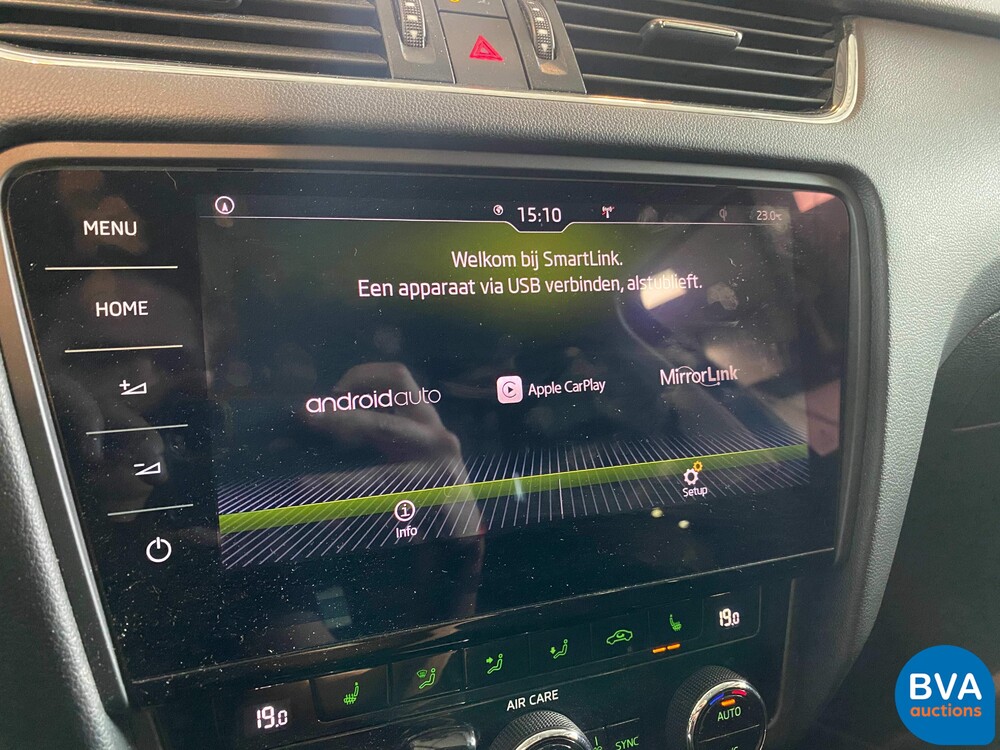 MENU
HOME
15:10
23.0°C
Welkom bij SmartLink.
Een apparaat via USB verbinden, alstublieft.
androidauto
Apple CarPlay
MirrorLink
Info
Setup
19.0
19.0
AIR CARE
SYNC
AUTO
BVA
auctions